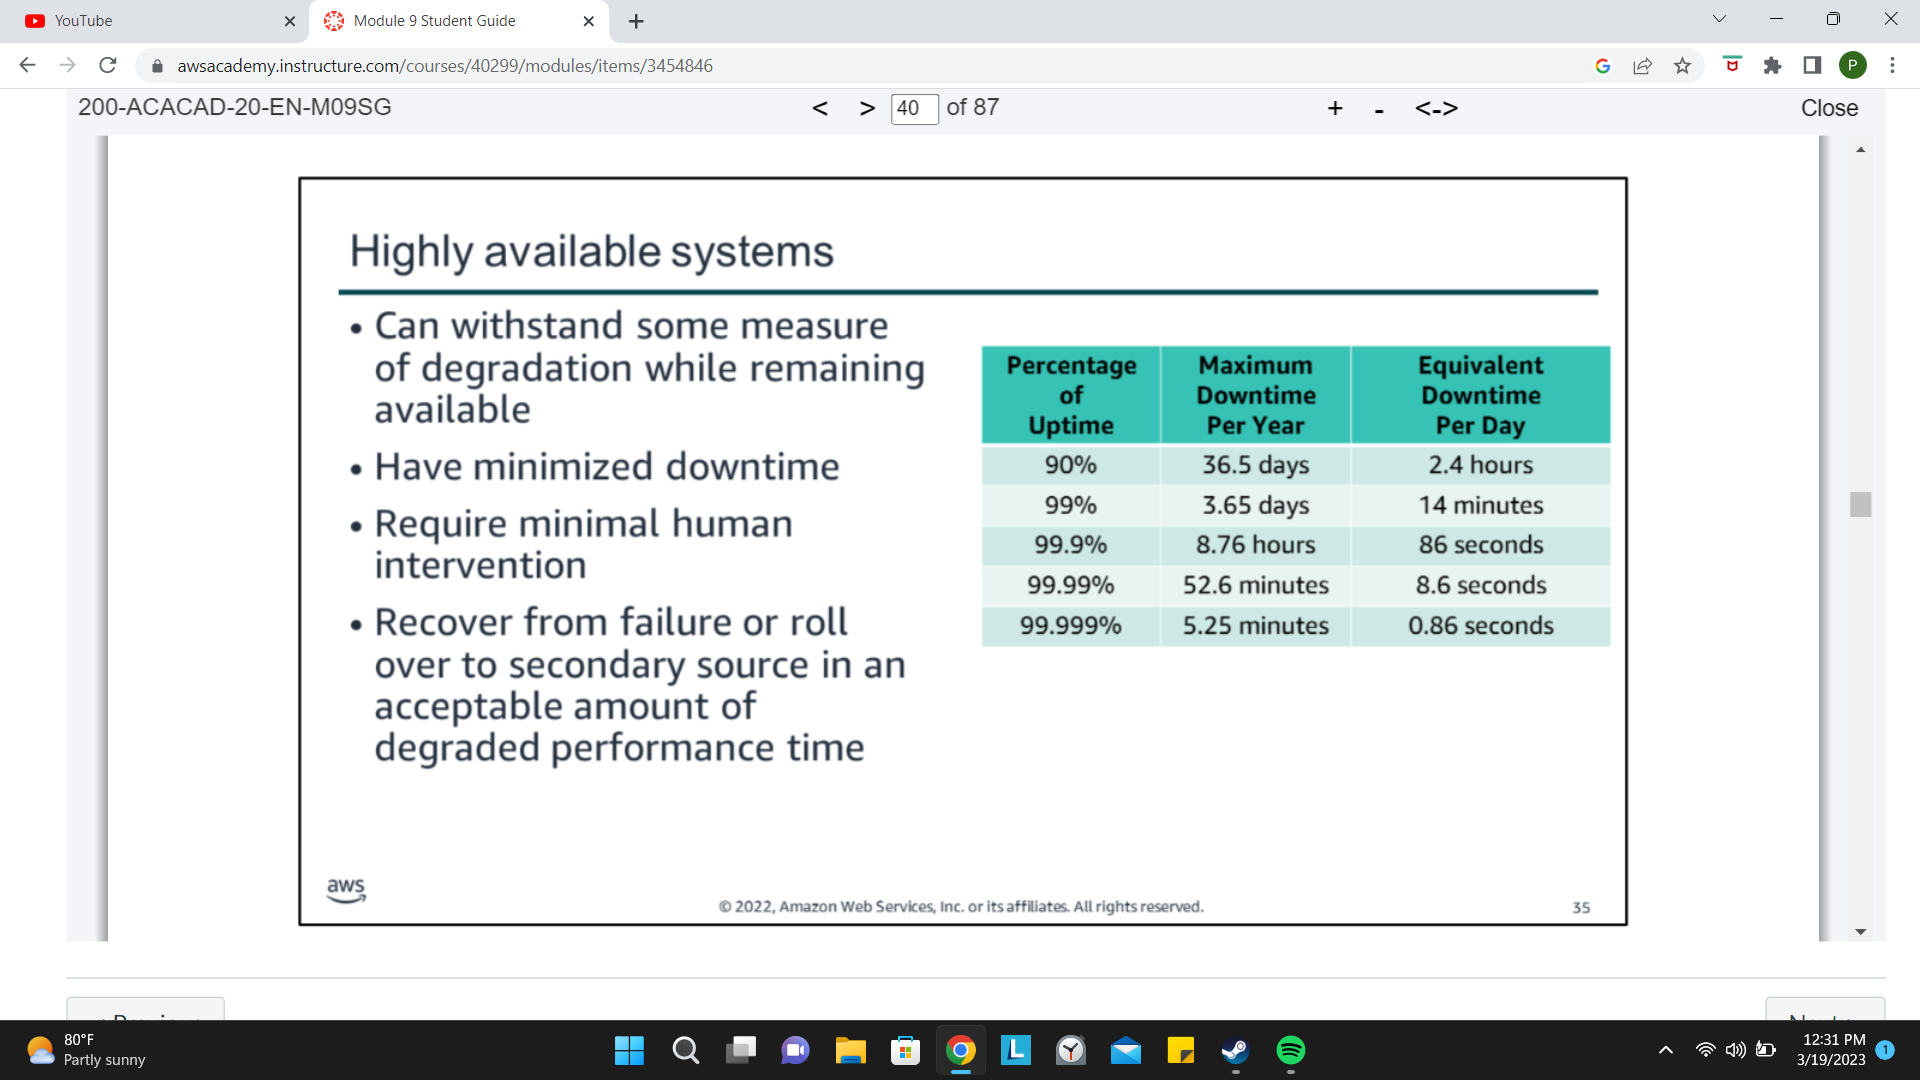 YouTube
Module 9 Student Guide
awsacademy.instructure.com/courses/40299/modules/items/3454846
P
200-ACACAD-20-EN-M09SG
< > 40 of 87
+ - <->
Close
Highly available systems
• Can withstand some measure
of degradation while remaining
available
• Have minimized downtime
• Require minimal human
intervention
• Recover from failure or roll
over to secondary source in an
acceptable amount of
degraded performance time
Percentage of Uptime Maximum Downtime Per Year Equivalent Downtime Per Day
90% 36.5 days 2.4 hours
99% 3.65 days 14 minutes
99.9% 8.76 hours 86 seconds
99.99% 52.6 minutes 8.6 seconds
99.999% 5.25 minutes 0.86 seconds
aws
© 2022, Amazon Web Services, Inc. or its affiliates. All rights reserved.
35
80°F
Partly sunny
L
12:31 PM
3/19/2023
1